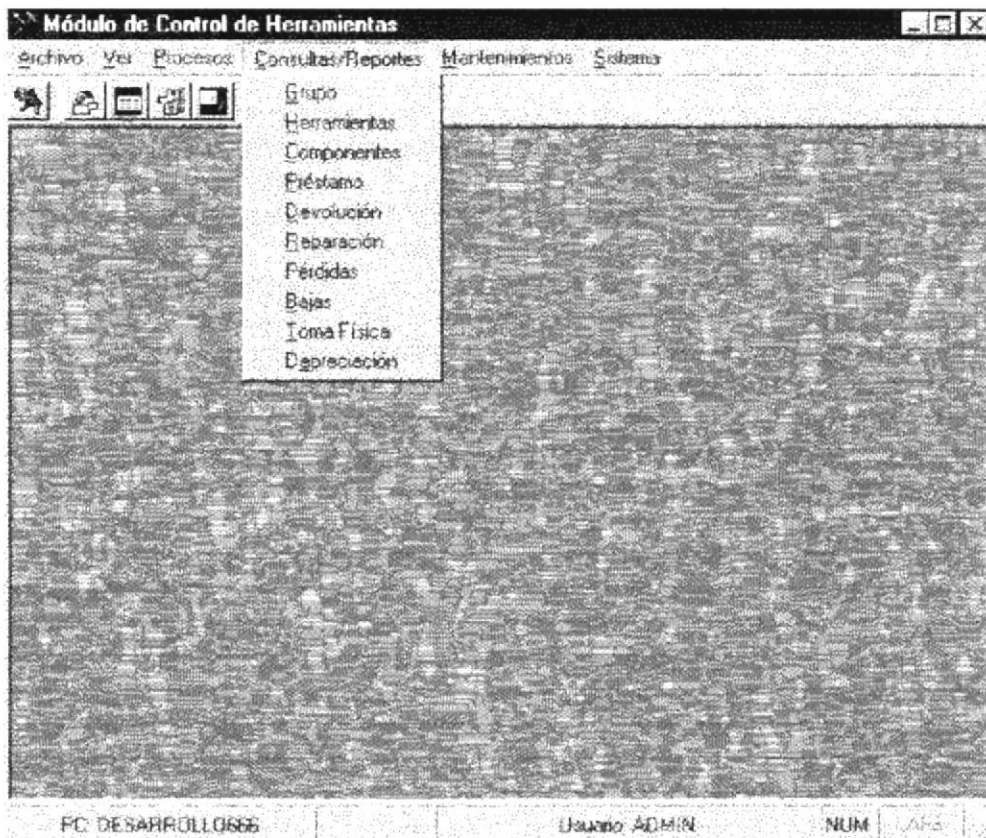 Módulo de Control de Herramientas
Archivo Ver Procesos Consultas/Reportes Mantenimientos Sistema
Grupo
Herramientas
Componentes
Préstamo
Devolución
Reparación
Pérdidas
Bajas
Toma Física
Depreciación
PC: DESARROLLO666 Usuario: ADMIN NUM